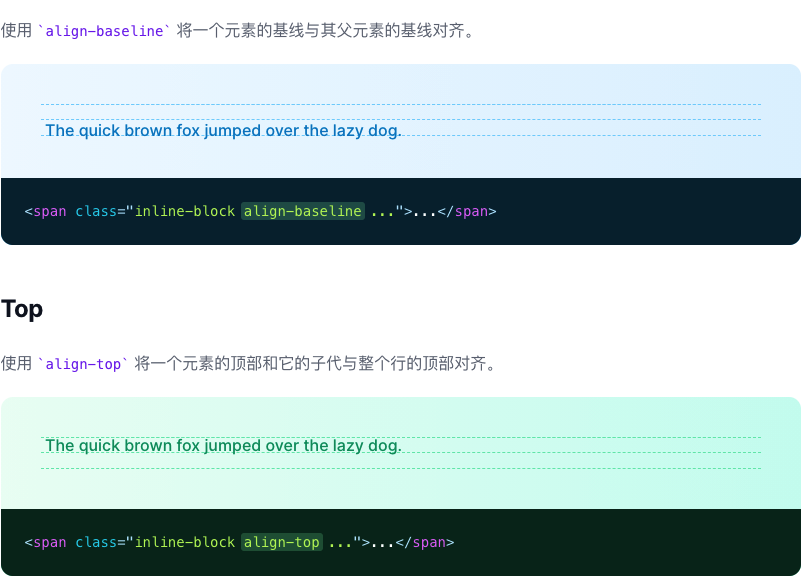 使用 `align-baseline` 将一个元素的基线与其父元素的基线对齐。
The quick brown fox jumped over the lazy dog.
<span class="inline-block align-baseline ...">...</span>
Top
使用 `align-top` 将一个元素的顶部和它的子代与整个行的顶部对齐。
The quick brown fox jumped over the lazy dog.
<span class="inline-block align-top ...">...</span>